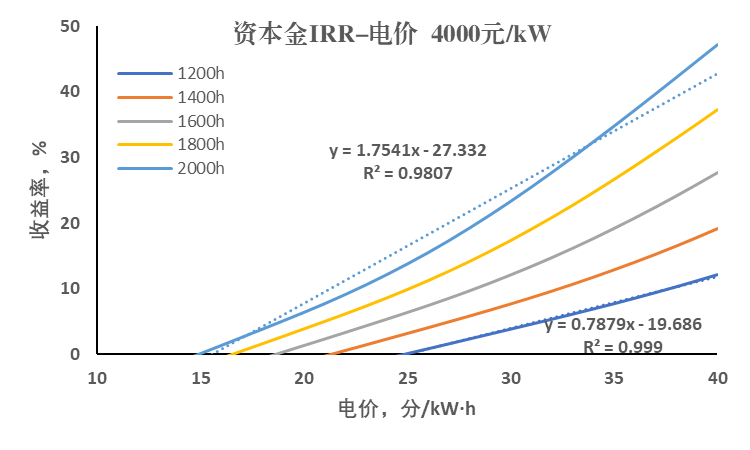 资本金IRR–电价 4000元/kW
50
40
30
20
10
0
收益率，%
1200h
1400h
1600h
1800h
2000h
y = 1.7541x - 27.332
R² = 0.9807
y = 0.7879x - 19.686
R² = 0.999
10 15 20 25 30 35 40
电价，分/kW·h